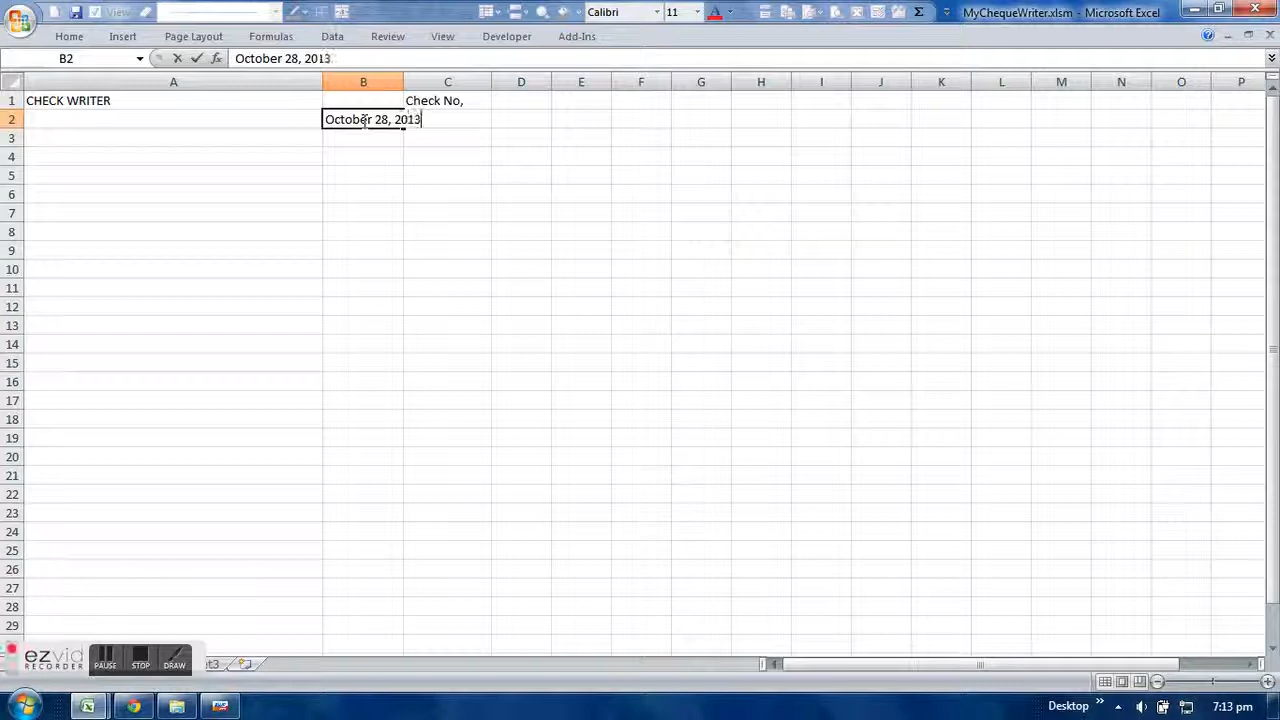 View
Calibri
11
Σ
MyChequeWriter.xlsm - Microsoft Excel
Home
Insert
Page Layout
Formulas
Data
Review
View
Developer
Add-Ins
B2
fx
October 28, 2013
A B C D E F G H I J K L M N O P
1 CHECK WRITER Check No,
2 October 28, 2013
3
4
5
6
7
8
9
10
11
12
13
14
15
16
17
18
19
20
21
22
23
24
25
26
27
28
29
ezvid
RECORDER
PAUSE
STOP
DRAW
t3
Desktop
7:13 pm